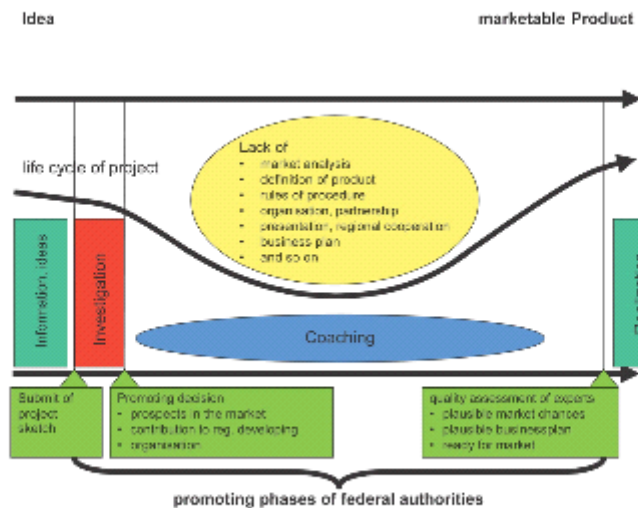 Idea
marketable Product
life cycle of project
Lack of
• market analysis
• definition of product
• rules of procedure
• organisation, partnership
• presentation, regional cooperation
• business plan
• and so on
Information, ideas
Investigation
Coaching
Submit of
project
sketch
Promoting decision
• prospects in the market
• contribution to reg. developing
• organisation
quality assessment of experts
• plausible market chances
• plausible businessplan
• ready for market
promoting phases of federal authorities